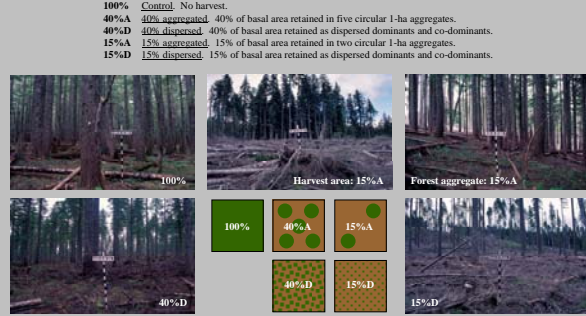 100% Control. No harvest.
40%A 40% aggregated. 40% of basal area retained in five circular 1-ha aggregates.
40%D 40% dispersed. 40% of basal area retained as dispersed dominants and co-dominants.
15%A 15% aggregated. 15% of basal area retained in two circular 1-ha aggregates.
15%D 15% dispersed. 15% of basal area retained as dispersed dominants and co-dominants.
100%
Harvest area: 15%A
Forest aggregate: 15%A
100%
40%A
15%A
40%D
40%D
15%D
15%D